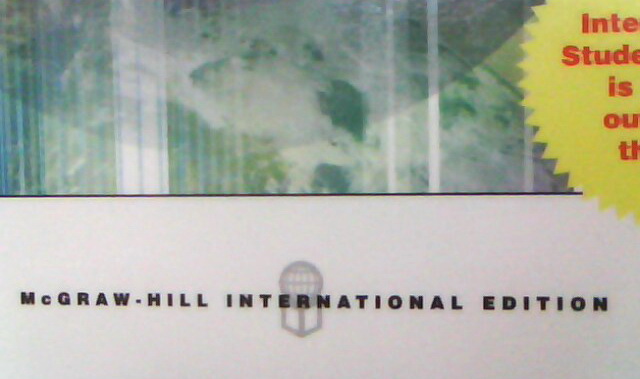 Inte
Stude
is
ou
th
McGRAW-HILL INTERNATIONAL EDITION